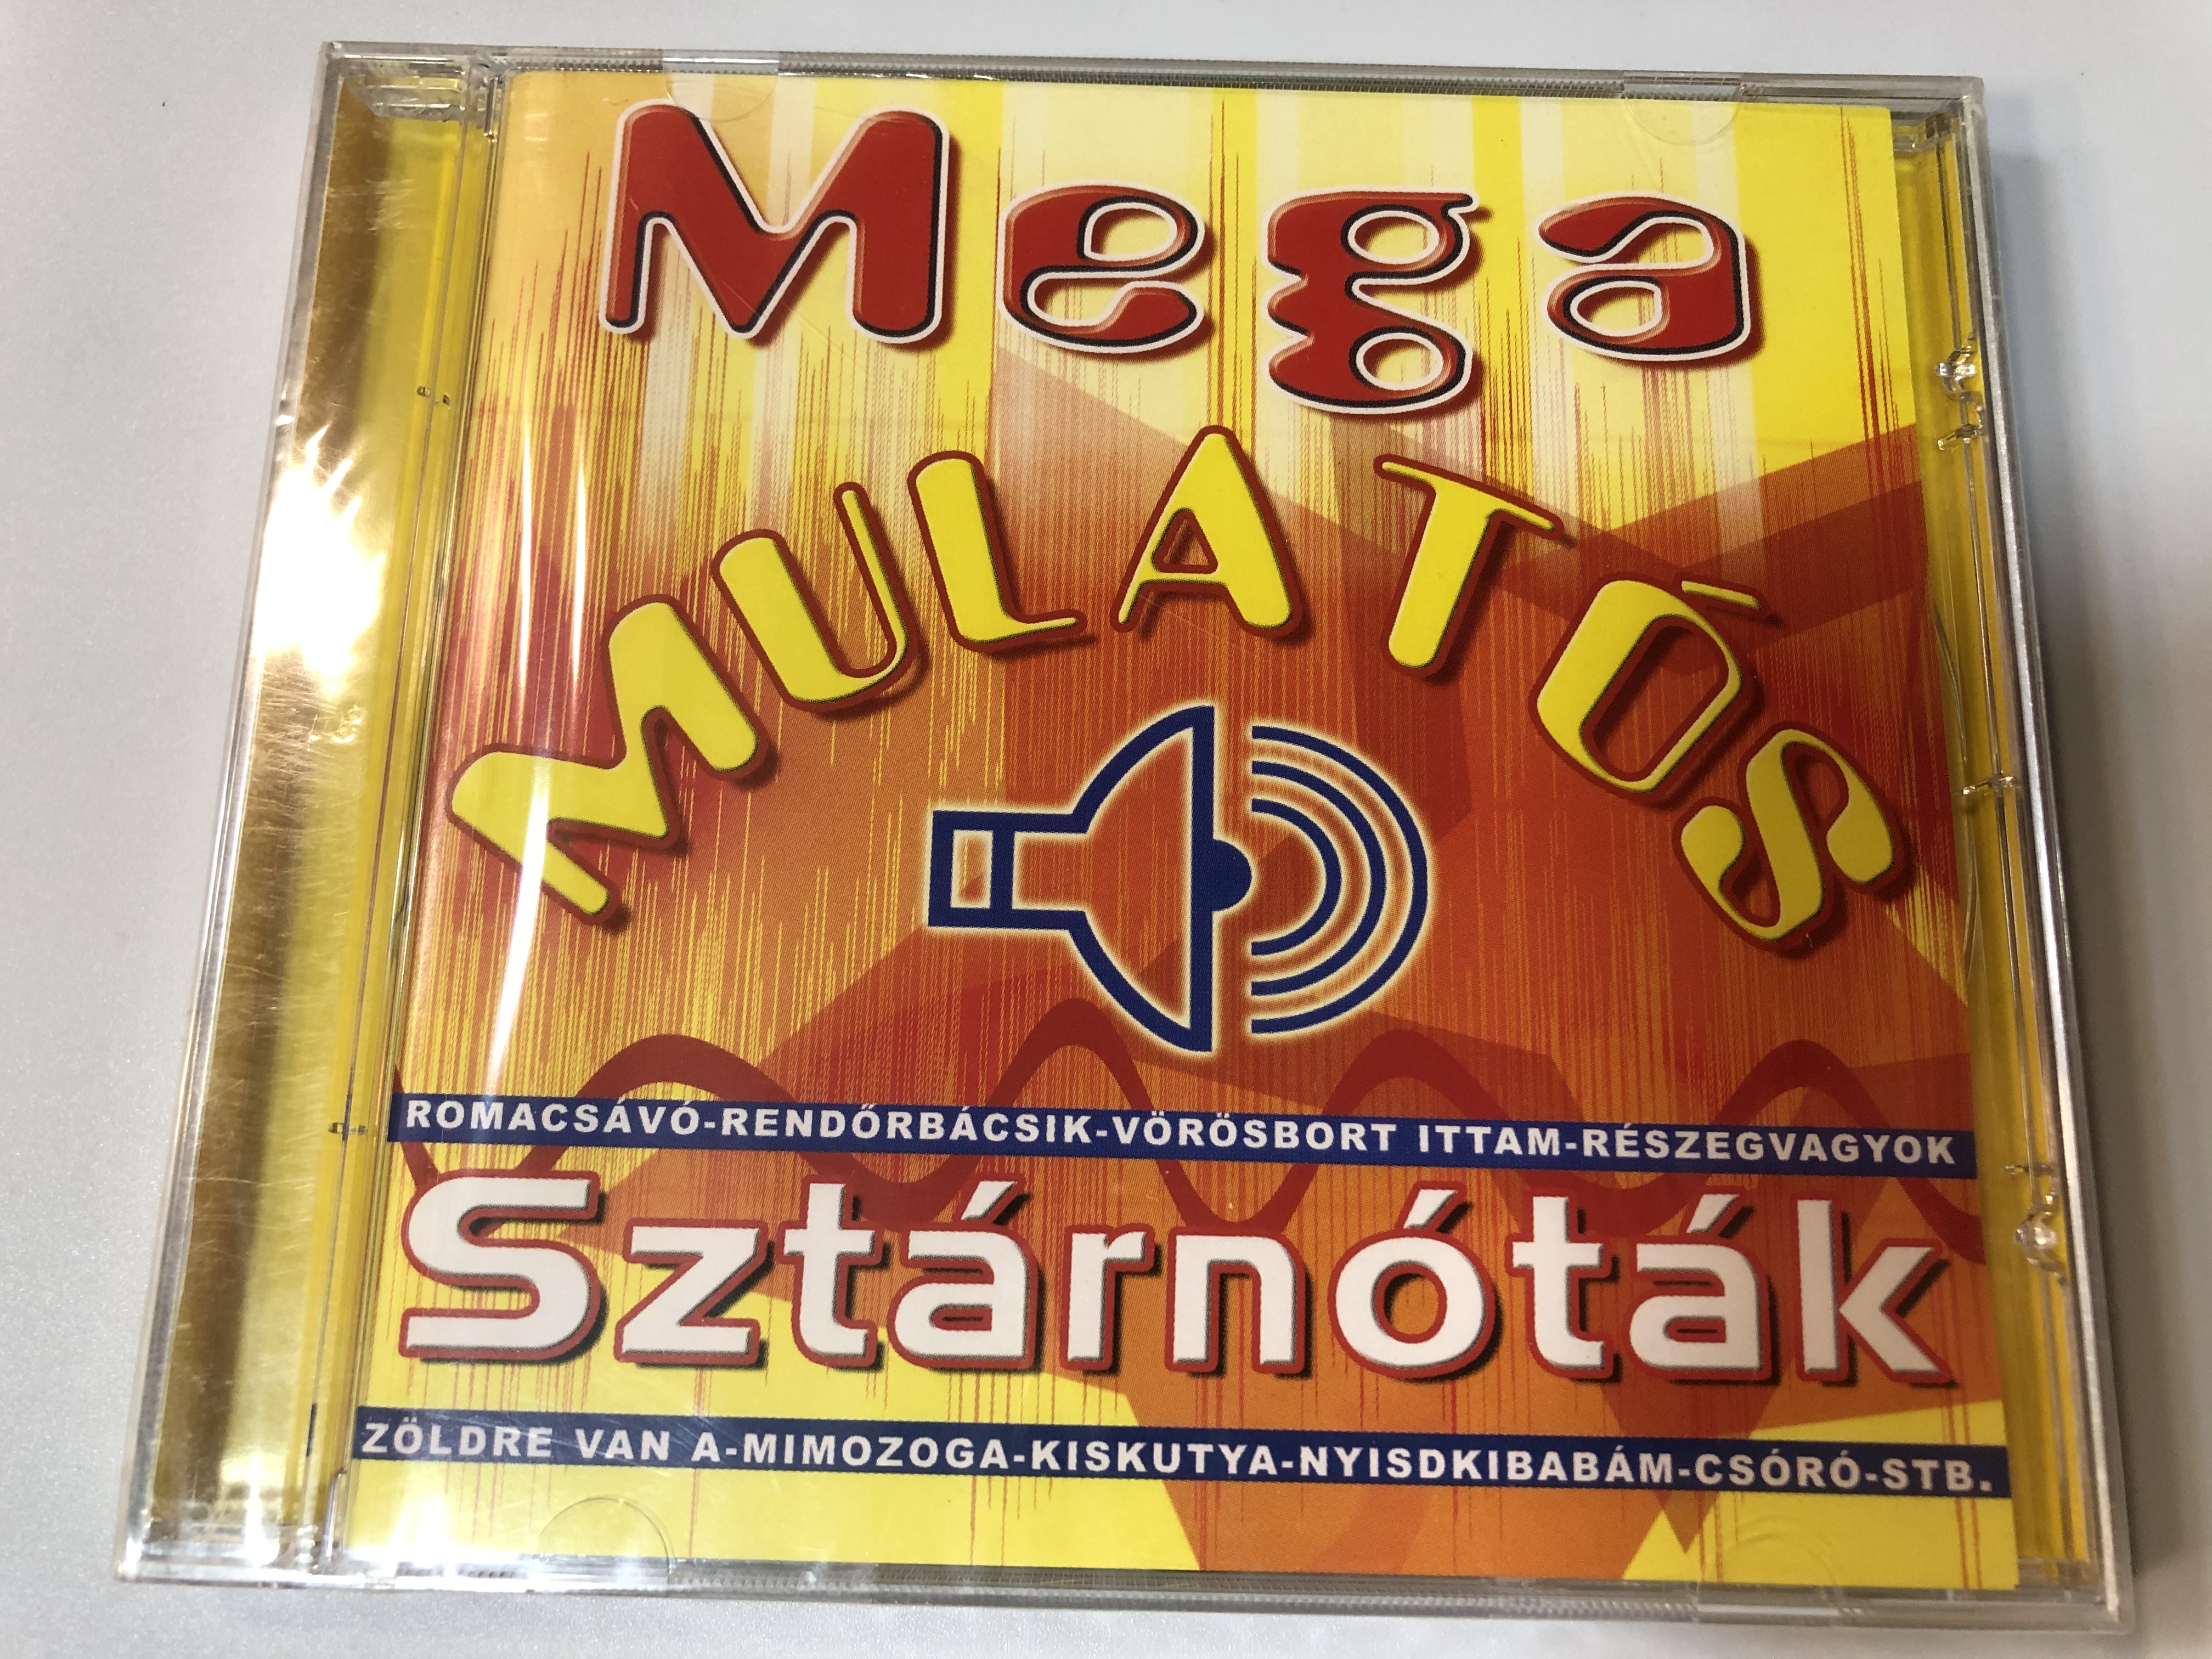 Mega
MULATÓS
ROMACSÁVÓ-RENDŐRBÁCSIK-VÖRÖSBORT ITTAM-RÉSZEGVAGYOK
Sztárnóták
ZÖLDRE VAN A-MIMOZOGA-KISKUTYA-NYISDKIBABÁM-CSÓRÓ-STB.